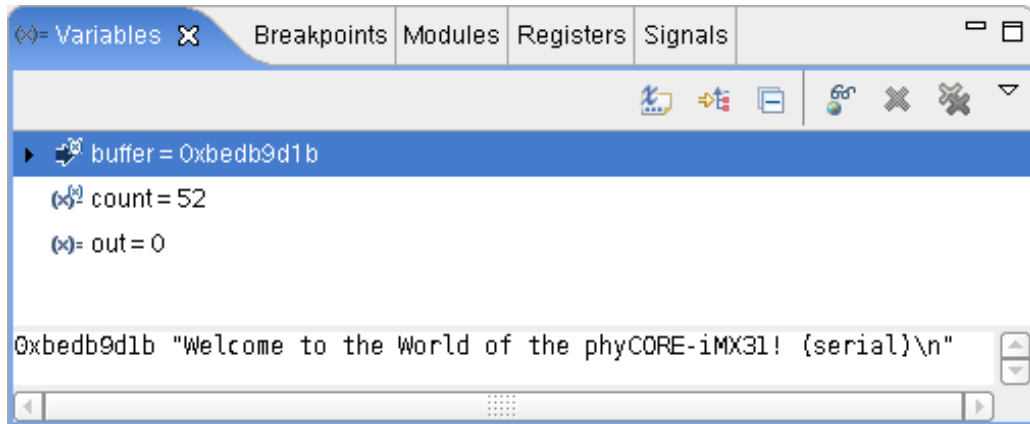 (x)= Variables Breakpoints Modules Registers Signals
buffer = 0xbedb9d1b
(x) count = 52
(x)= out = 0
0xbedb9d1b "Welcome to the World of the phyCORE-iMX31! (serial)\n"